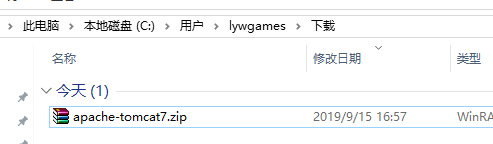 此电脑 › 本地磁盘 (C:) › 用户 › lywgames › 下载
名称 修改日期 类型
今天 (1)
apache-tomcat7.zip 2019/9/15 16:57 WinRA